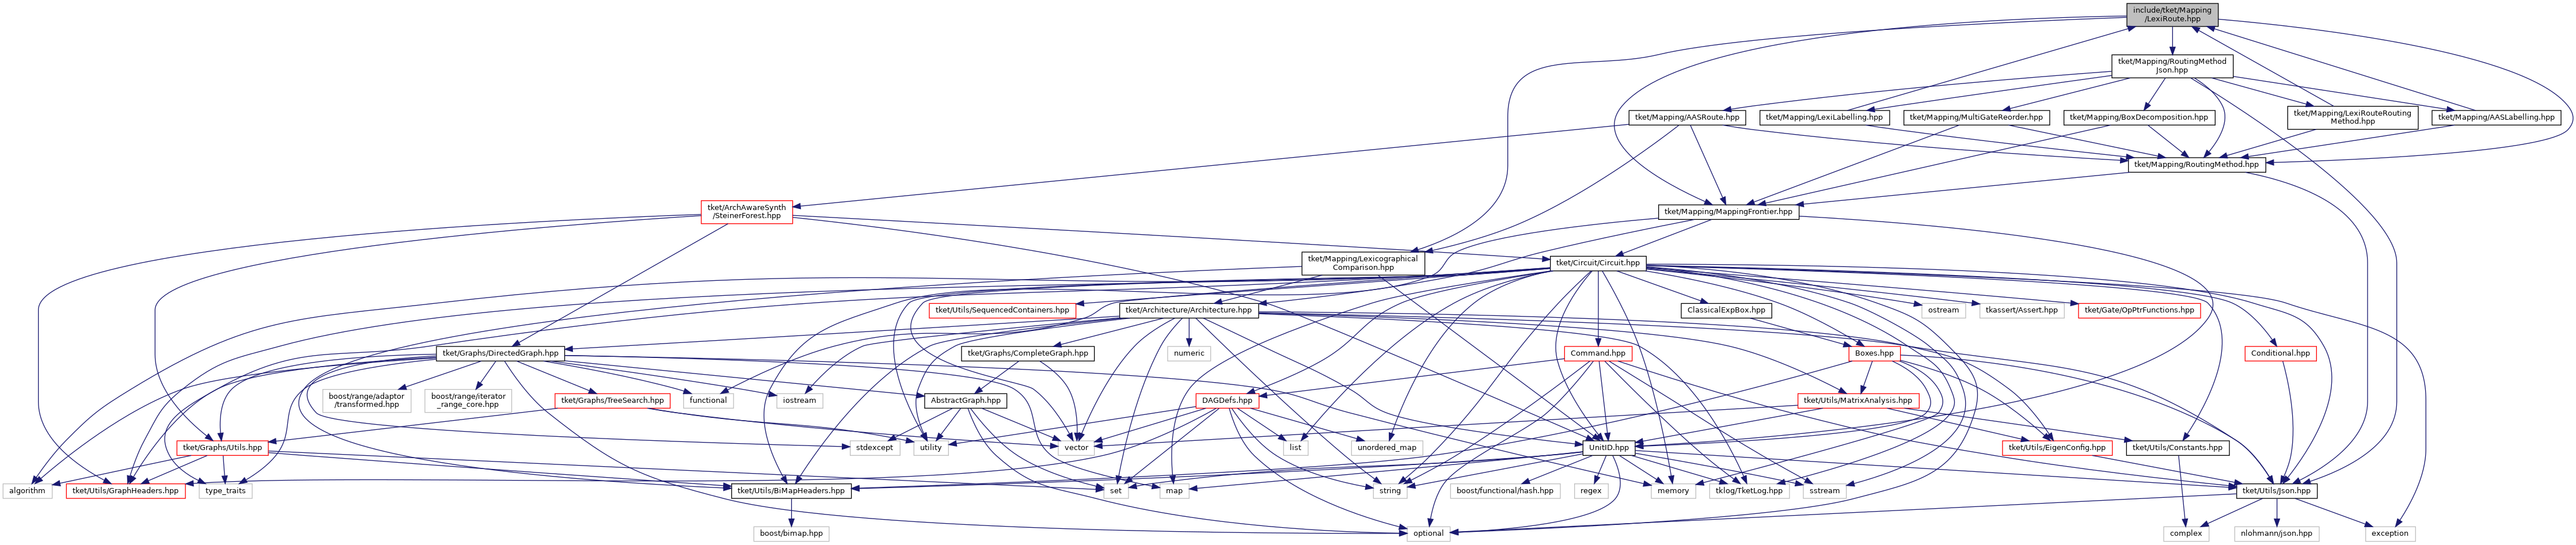 include/tket/Mapping
/LexiRoute.hpp
tket/Mapping/RoutingMethod
Json.hpp
tket/Mapping/AASRoute.hpp
tket/Mapping/LexiLabelling.hpp
tket/Mapping/MultiGateReorder.hpp
tket/Mapping/BoxDecomposition.hpp
tket/Mapping/LexiRouteRouting
Method.hpp
tket/Mapping/AASLabelling.hpp
tket/Mapping/RoutingMethod.hpp
tket/ArchAwareSynth
/SteinerForest.hpp
tket/Mapping/MappingFrontier.hpp
tket/Mapping/Lexicographical
Comparison.hpp
tket/Circuit/Circuit.hpp
tket/Utils/SequencedContainers.hpp
tket/Architecture/Architecture.hpp
ClassicalExpBox.hpp
ostream
tkassert/Assert.hpp
tket/Gate/OpPtrFunctions.hpp
tket/Graphs/DirectedGraph.hpp
tket/Graphs/CompleteGraph.hpp
numeric
Command.hpp
Boxes.hpp
Conditional.hpp
boost/range/adaptor
/transformed.hpp
boost/range/iterator
_range_core.hpp
tket/Graphs/TreeSearch.hpp
functional
iostream
AbstractGraph.hpp
DAGDefs.hpp
tket/Utils/MatrixAnalysis.hpp
tket/Graphs/Utils.hpp
stdexcept
utility
vector
list
unordered_map
UnitID.hpp
tket/Utils/EigenConfig.hpp
tket/Utils/Constants.hpp
algorithm
tket/Utils/GraphHeaders.hpp
type_traits
tket/Utils/BiMapHeaders.hpp
set
map
string
boost/functional/hash.hpp
regex
memory
tklog/TketLog.hpp
sstream
tket/Utils/Json.hpp
boost/bimap.hpp
optional
complex
nlohmann/json.hpp
exception